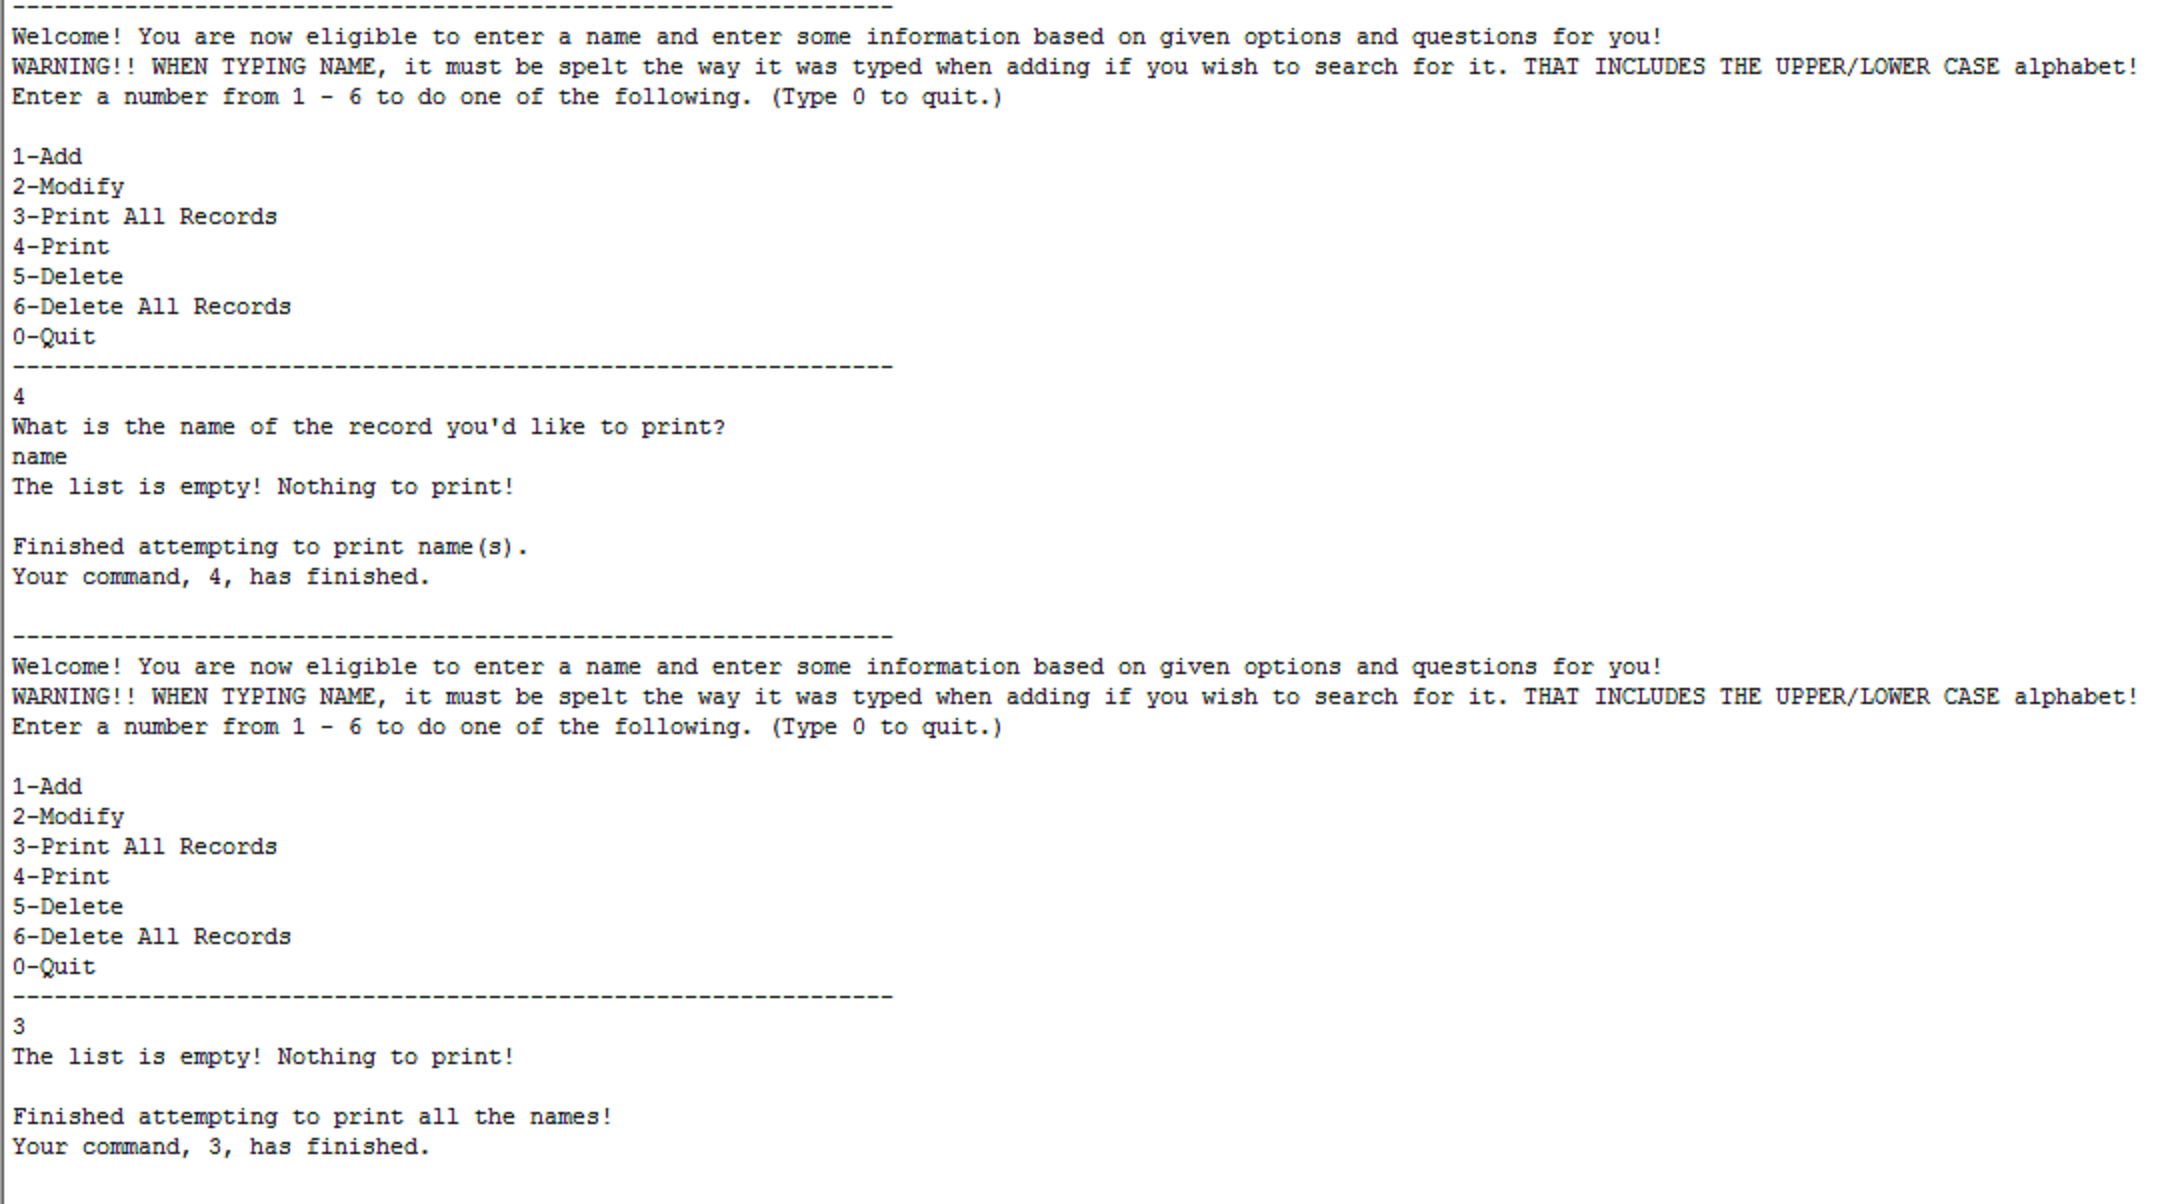 ---------------------------------------------------------------
Welcome! You are now eligible to enter a name and enter some information based on given options and questions for you!
WARNING!! WHEN TYPING NAME, it must be spelt the way it was typed when adding if you wish to search for it. THAT INCLUDES THE UPPER/LOWER CASE alphabet!
Enter a number from 1 - 6 to do one of the following. (Type 0 to quit.)

1-Add
2-Modify
3-Print All Records
4-Print
5-Delete
6-Delete All Records
0-Quit
---------------------------------------------------------------
4
What is the name of the record you'd like to print?
name
The list is empty! Nothing to print!

Finished attempting to print name(s).
Your command, 4, has finished.

---------------------------------------------------------------
Welcome! You are now eligible to enter a name and enter some information based on given options and questions for you!
WARNING!! WHEN TYPING NAME, it must be spelt the way it was typed when adding if you wish to search for it. THAT INCLUDES THE UPPER/LOWER CASE alphabet!
Enter a number from 1 - 6 to do one of the following. (Type 0 to quit.)

1-Add
2-Modify
3-Print All Records
4-Print
5-Delete
6-Delete All Records
0-Quit
---------------------------------------------------------------
3
The list is empty! Nothing to print!

Finished attempting to print all the names!
Your command, 3, has finished.